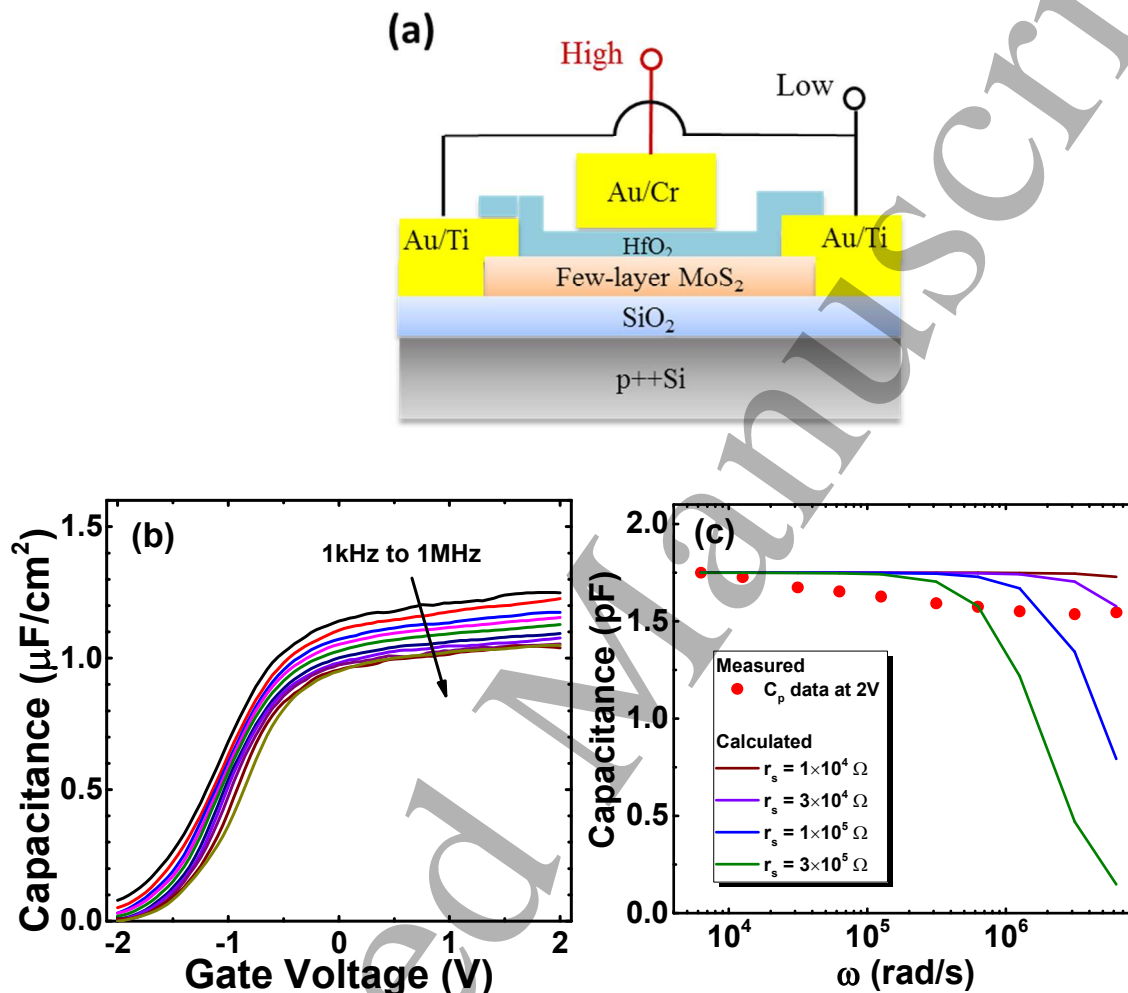 (a)
High
Low
Au/Cr
Au/Ti
Au/Ti
HfO₂
Few-layer MoS₂
SiO₂
p++Si
(b)
1kHz to 1MHz
Capacitance (μF/cm²)
1.5
1.0
0.5
0.0
-2
-1
0
1
2
Gate Voltage (V)
(c)
Capacitance (pF)
2.0
1.5
1.0
0.5
0.0
Measured
Cₚ data at 2V
Calculated
rₛ = 1×10⁴ Ω
rₛ = 3×10⁴ Ω
rₛ = 1×10⁵ Ω
rₛ = 3×10⁵ Ω
10⁴
10⁵
10⁶
ω (rad/s)
ed Manuscri